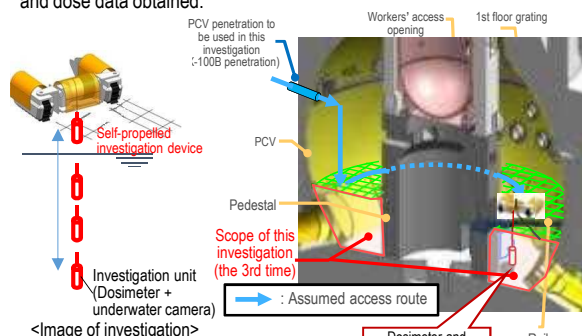 and dose data obtained.
PCV penetration to
be used in this
investigation
(X-100B penetration)
Workers' access
opening
1st floor grating
Self-propelled
investigation device
PCV
Pedestal
Scope of this
investigation
(the 3rd time)
Investigation unit
(Dosimeter +
underwater camera)
: Assumed access route
<Image of investigation>
Dosimeter and